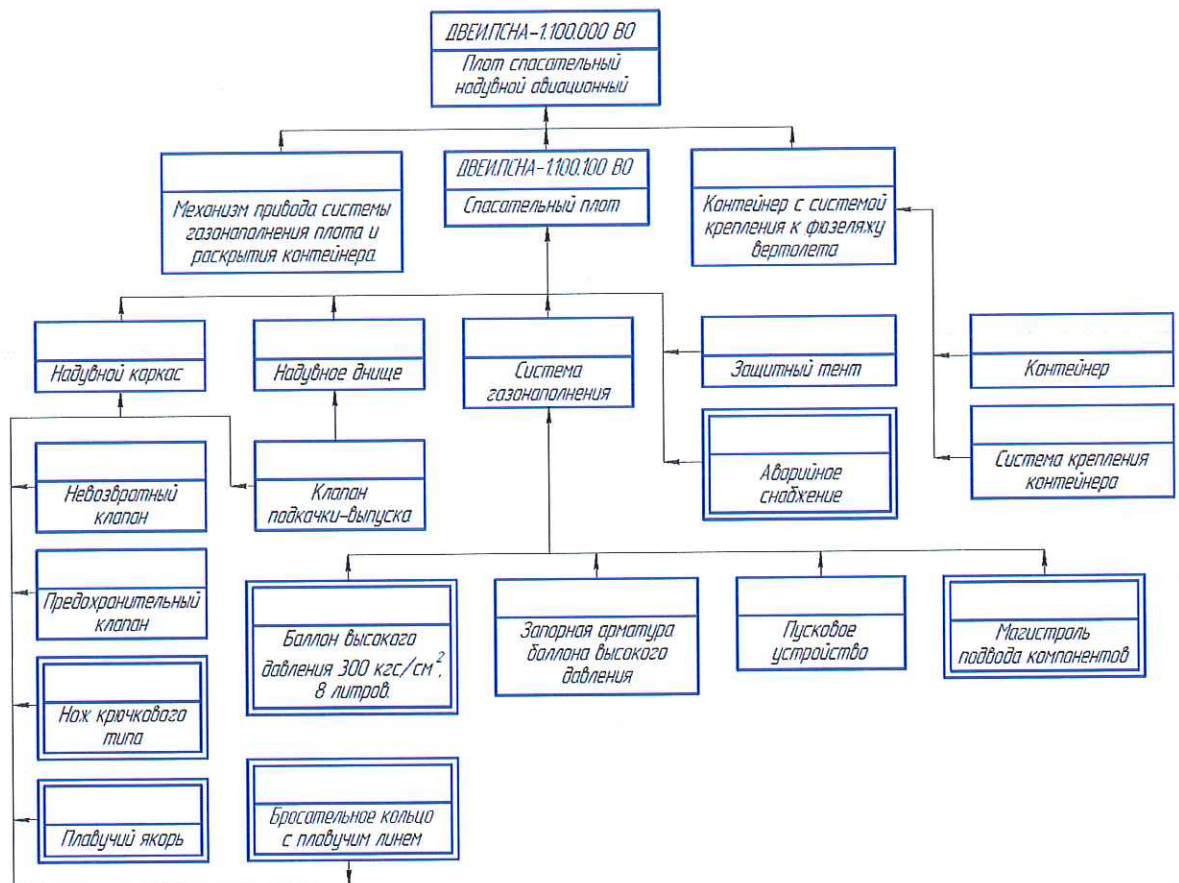 ДВЕИ.ПСНА-1.100.000 ВО
Плот спасательный
надувной авиационный
Механизм привода системы
газонаполнения плота и
раскрытия контейнера.
ДВЕИ.ПСНА-1.100.100 ВО
Спасательный плот
Контейнер с системой
крепления к фюзеляжу
вертолета
Надувной каркас
Надувное днище
Система
газонаполнения
Защитный тент
Контейнер
Невозвратный
клапан
Клапан
подкачки-выпуска
Аварийное
снабжение
Система крепления
контейнера
Предохранительный
клапан
Баллон высокого
давления 300 кгс/см²,
8 литров.
Запорная арматура
баллона высокого
давления
Пусковое
устройство
Магистраль
подвода компонентов
Нож крючкового
типа
Плавучий якорь
Бросательное кольцо
с плавучим линем